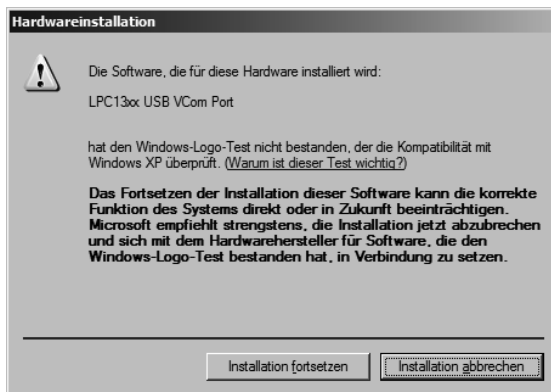 Hardwareinstallation
Die Software, die für diese Hardware installiert wird:
LPC13xx USB VCom Port
hat den Windows-Logo-Test nicht bestanden, der die Kompatibilität mit
Windows XP überprüft. (Warum ist dieser Test wichtig?)
Das Fortsetzen der Installation dieser Software kann die korrekte
Funktion des Systems direkt oder in Zukunft beeinträchtigen.
Microsoft empfiehlt strengstens, die Installation jetzt abzubrechen
und sich mit dem Hardwarehersteller für Software, die den
Windows-Logo-Test bestanden hat, in Verbindung zu setzen.
Installation fortsetzen
Installation abbrechen